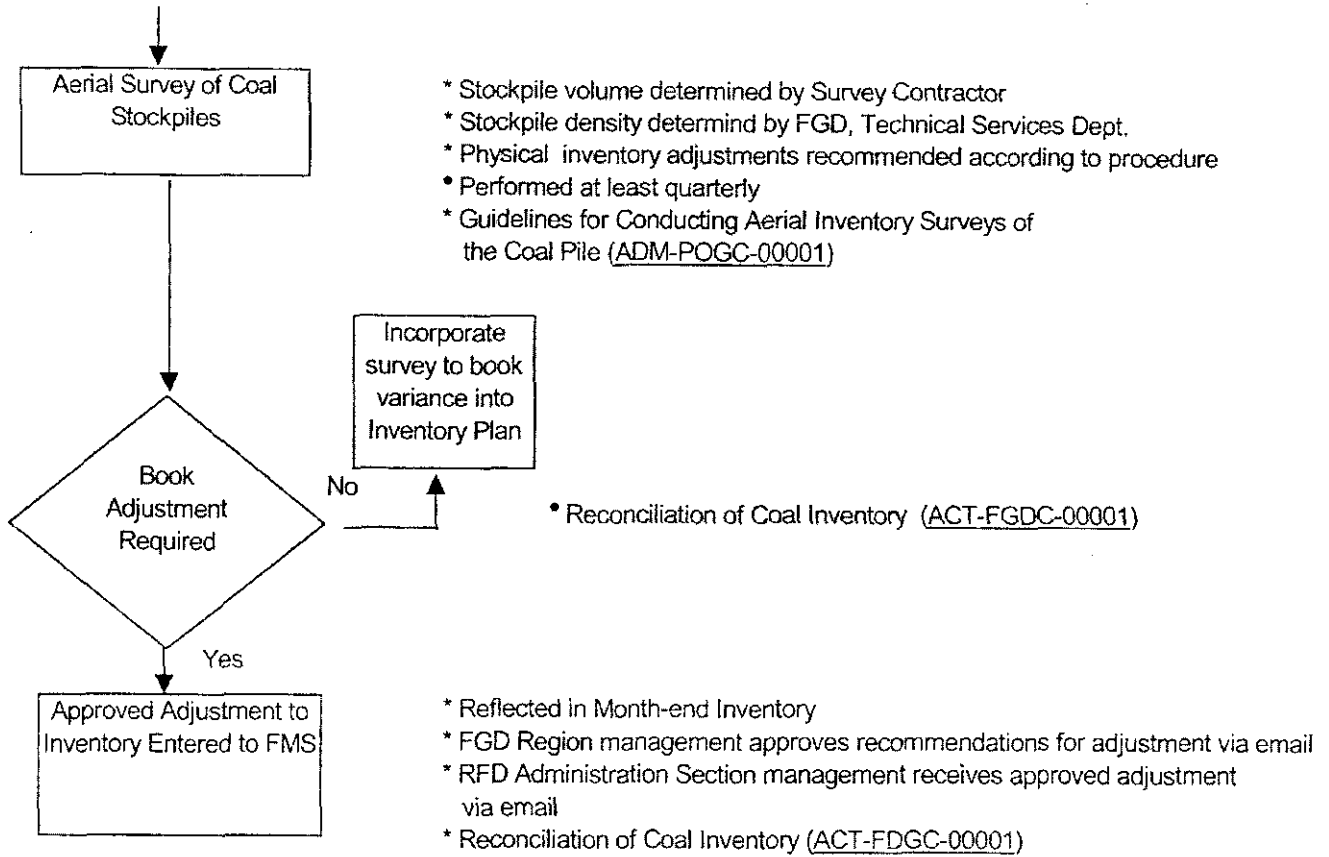 Aerial Survey of Coal
Stockpiles
* Stockpile volume determined by Survey Contractor
* Stockpile density determind by FGD, Technical Services Dept.
* Physical inventory adjustments recommended according to procedure
• Performed at least quarterly
* Guidelines for Conducting Aerial Inventory Surveys of
the Coal Pile (ADM-POGC-00001)
Incorporate
survey to book
variance into
Inventory Plan
Book
Adjustment
Required
No
• Reconciliation of Coal Inventory (ACT-FGDC-00001)
Yes
Approved Adjustment to
Inventory Entered to FMS
* Reflected in Month-end Inventory
* FGD Region management approves recommendations for adjustment via email
* RFD Administration Section management receives approved adjustment
via email
* Reconciliation of Coal Inventory (ACT-FDGC-00001)